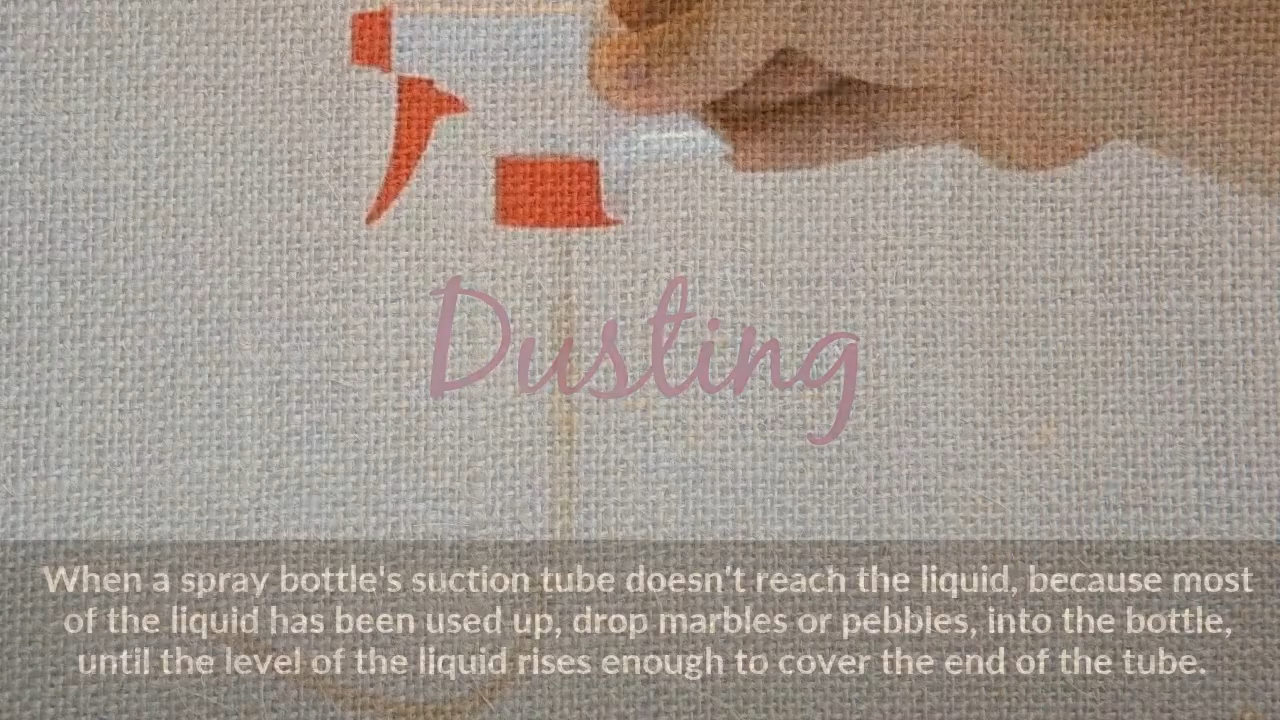 Dusting
When a spray bottle's suction tube doesn't reach the liquid, because most
of the liquid has been used up, drop marbles or pebbles, into the bottle,
until the level of the liquid rises enough to cover the end of the tube.